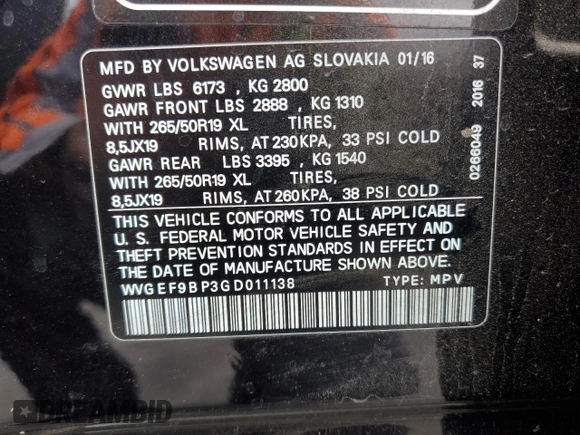 MFD BY VOLKSWAGEN AG SLOVAKIA 01/16
GVWR LBS 6173 , KG 2800
GAWR FRONT LBS 2888 , KG 1310
WITH 265/50R19 XL TIRES,
8,5JX19 RIMS, AT 230KPA, 33 PSI COLD
GAWR REAR LBS 3395 , KG 1540
WITH 265/50R19 XL TIRES,
8,5JX19 RIMS, AT 260KPA, 38 PSI COLD
THIS VEHICLE CONFORMS TO ALL APPLICABLE
U. S. FEDERAL MOTOR VEHICLE SAFETY AND
THEFT PREVENTION STANDARDS IN EFFECT ON
THE DATE OF MANUFACTURE SHOWN ABOVE.
WVGEF9BP3GD011138 TYPE: MPV
0266049 2016 37
DREAMBID